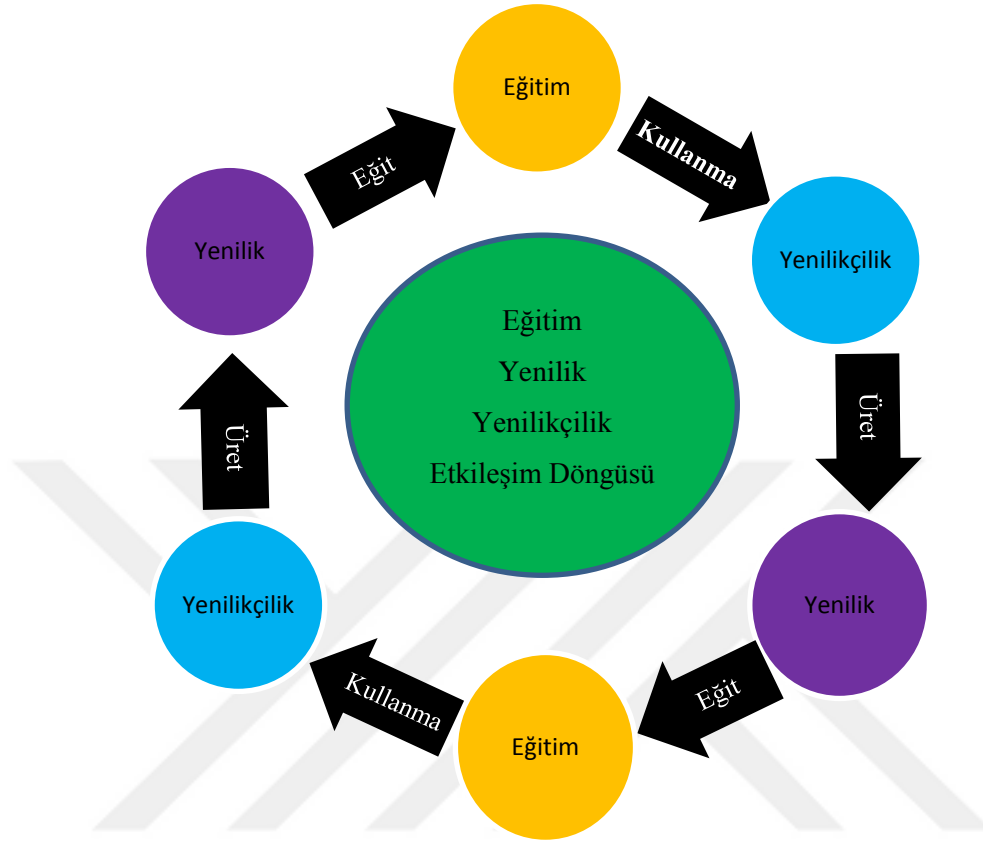 Eğitim
Kullanma
Yenilikçilik
Üret
Yenilik
Eğit
Eğitim
Kullanma
Yenilikçilik
Üret
Yenilik
Eğit
Eğitim
Yenilik
Yenilikçilik
Etkileşim Döngüsü